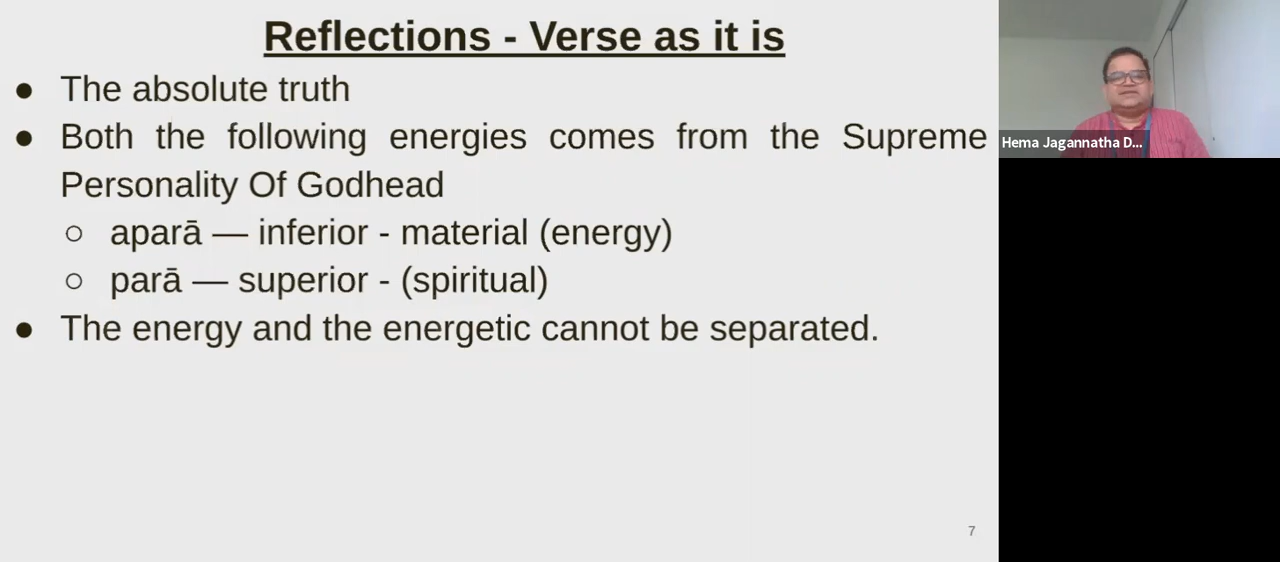 Reflections - Verse as it is
● The absolute truth
● Both the following energies comes from the Supreme
Personality Of Godhead
○ aparā — inferior - material (energy)
○ parā — superior - (spiritual)
● The energy and the energetic cannot be separated.
7
Hema Jagannatha D...